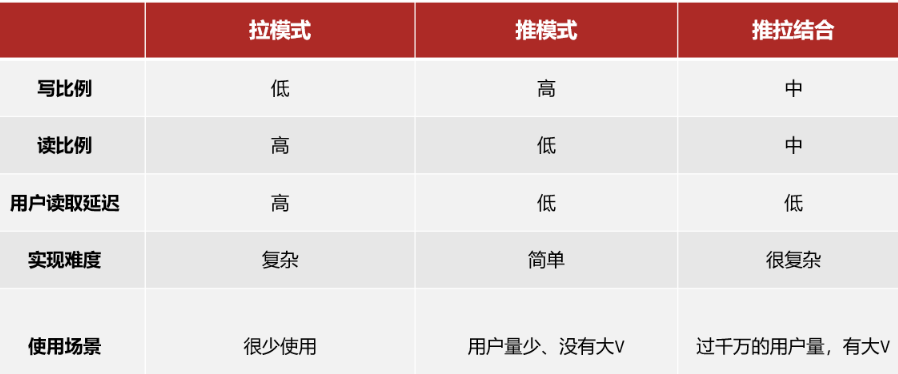 拉模式 推模式 推拉结合
写比例 低 高 中
读比例 高 低 中
用户读取延迟 高 低 低
实现难度 复杂 简单 很复杂
使用场景 很少使用 用户量少、没有大V 过千万的用户量，有大V